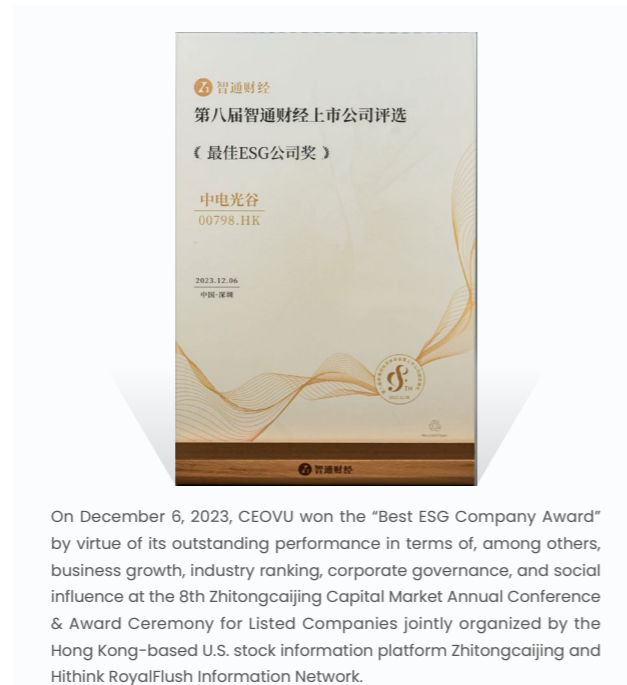 智通财经
第八届智通财经上市公司评选
《 最佳ESG公司奖 》
中电光谷
00798.HK
2023.12.06
中国·深圳
8TH
智通财经
On December 6, 2023, CEOVU won the “Best ESG Company Award”
by virtue of its outstanding performance in terms of, among others,
business growth, industry ranking, corporate governance, and social
influence at the 8th Zhitongcaijing Capital Market Annual Conference
& Award Ceremony for Listed Companies jointly organized by the
Hong Kong-based U.S. stock information platform Zhitongcaijing and
Hithink RoyalFlush Information Network.